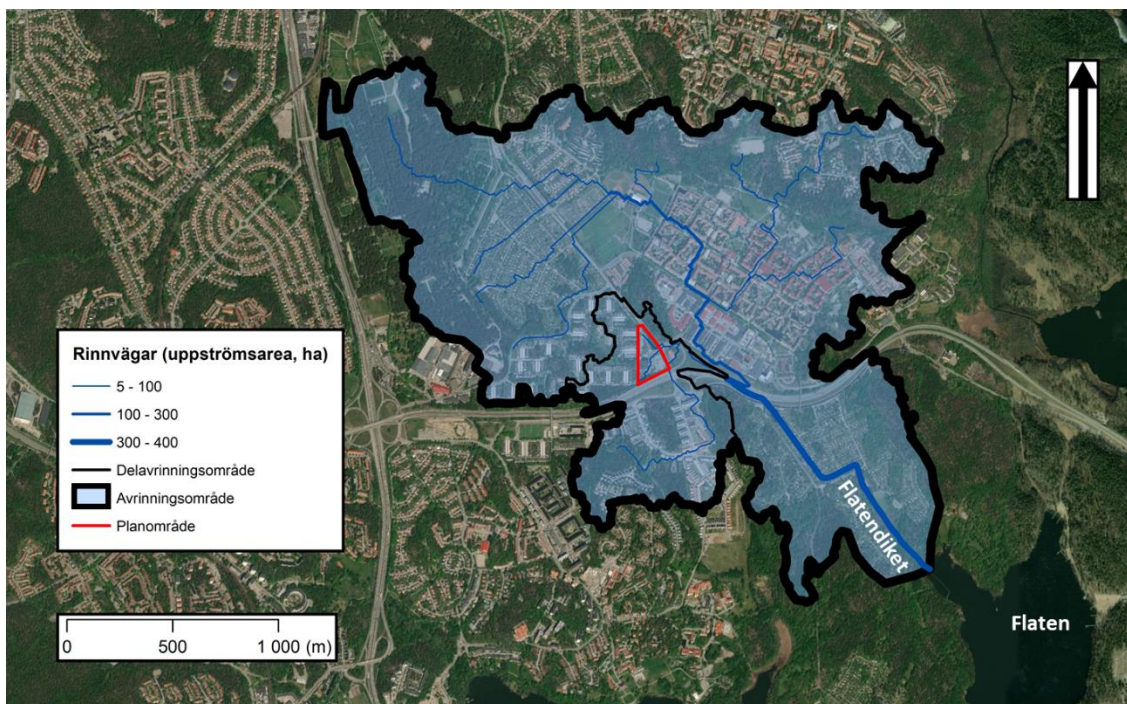 Rinnvägar (uppströmsarea, ha)
5 - 100
100 - 300
300 - 400
Delavrinningsområde
Avrinningsområde
Planområde
0 500 1 000 (m)
Flatendiket
Flaten